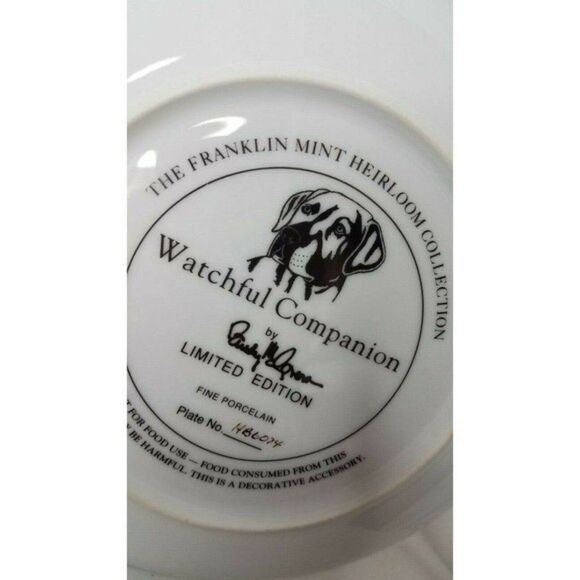 THE FRANKLIN MINT HEIRLOOM COLLECTION
Watchful Companion
by
LIMITED EDITION
FINE PORCELAIN
Plate No. HB6074
FOR FOOD USE — FOOD CONSUMED FROM THIS
BE HARMFUL. THIS IS A DECORATIVE ACCESSORY.